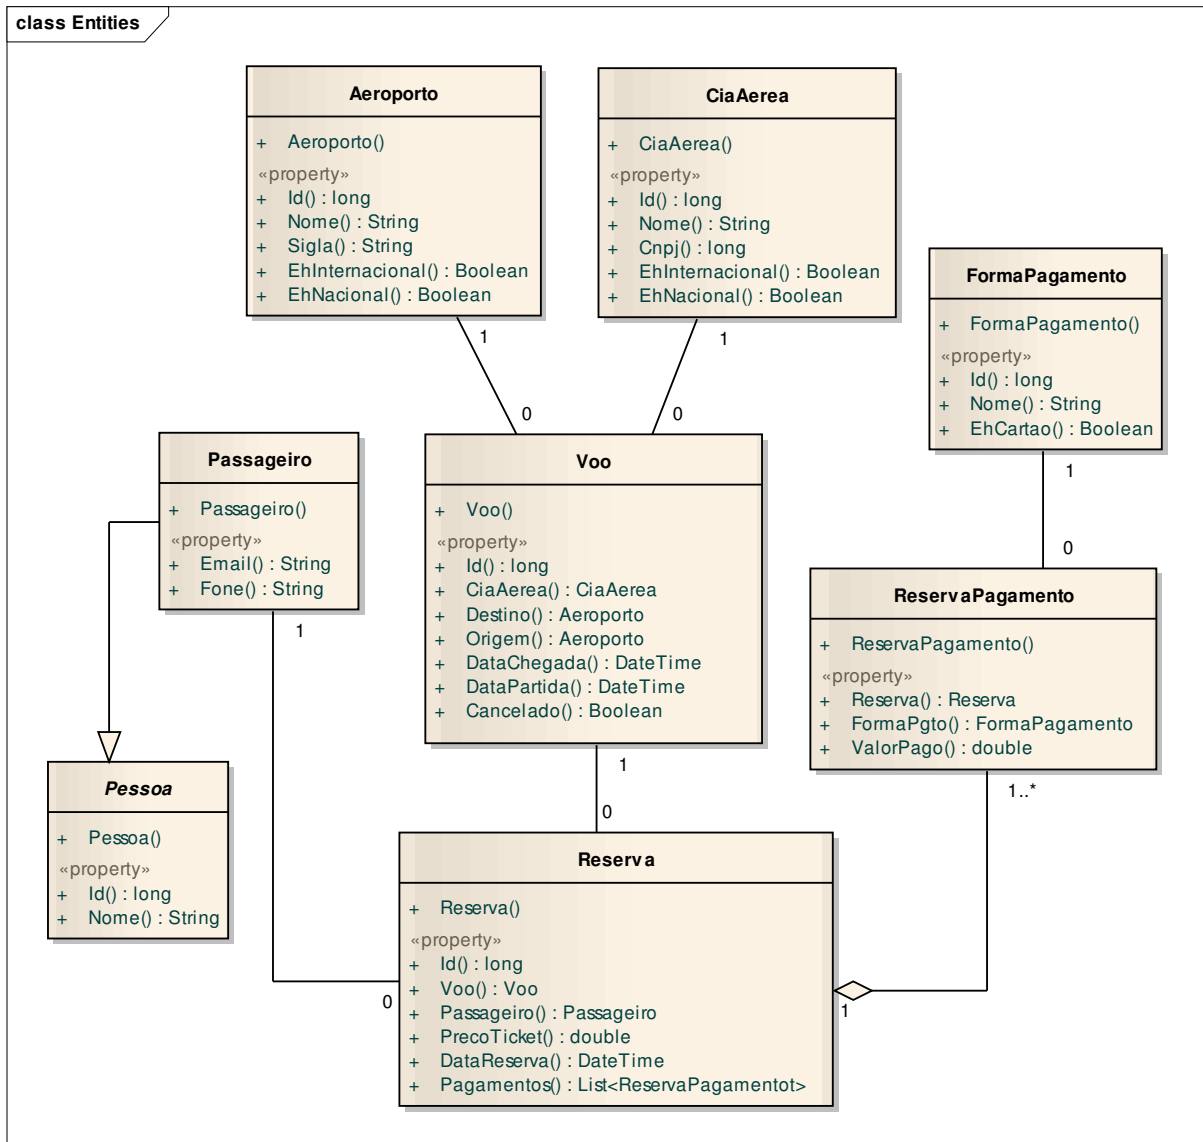 class Entities
Aeroporto
+ Aeroporto()
«property»
+ Id() : long
+ Nome() : String
+ Sigla() : String
+ EhInternacional() : Boolean
+ EhNacional() : Boolean
1
0
CiaAerea
+ CiaAerea()
«property»
+ Id() : long
+ Nome() : String
+ Cnpj() : long
+ EhInternacional() : Boolean
+ EhNacional() : Boolean
1
0
FormaPagamento
+ FormaPagamento()
«property»
+ Id() : long
+ Nome() : String
+ EhCartao() : Boolean
1
0
Passageiro
+ Passageiro()
«property»
+ Email() : String
+ Fone() : String
1
Voo
+ Voo()
«property»
+ Id() : long
+ CiaAerea() : CiaAerea
+ Destino() : Aeroporto
+ Origem() : Aeroporto
+ DataChegada() : DateTime
+ DataPartida() : DateTime
+ Cancelado() : Boolean
1
0
ReservaPagamento
+ ReservaPagamento()
«property»
+ Reserva() : Reserva
+ FormaPgto() : FormaPagamento
+ ValorPago() : double
1..*
Pessoa
+ Pessoa()
«property»
+ Id() : long
+ Nome() : String
Reserva
+ Reserva()
«property»
+ Id() : long
+ Voo() : Voo
+ Passageiro() : Passageiro
+ PrecoTicket() : double
+ DataReserva() : DateTime
+ Pagamentos() : List<ReservaPagamentot>
0
1